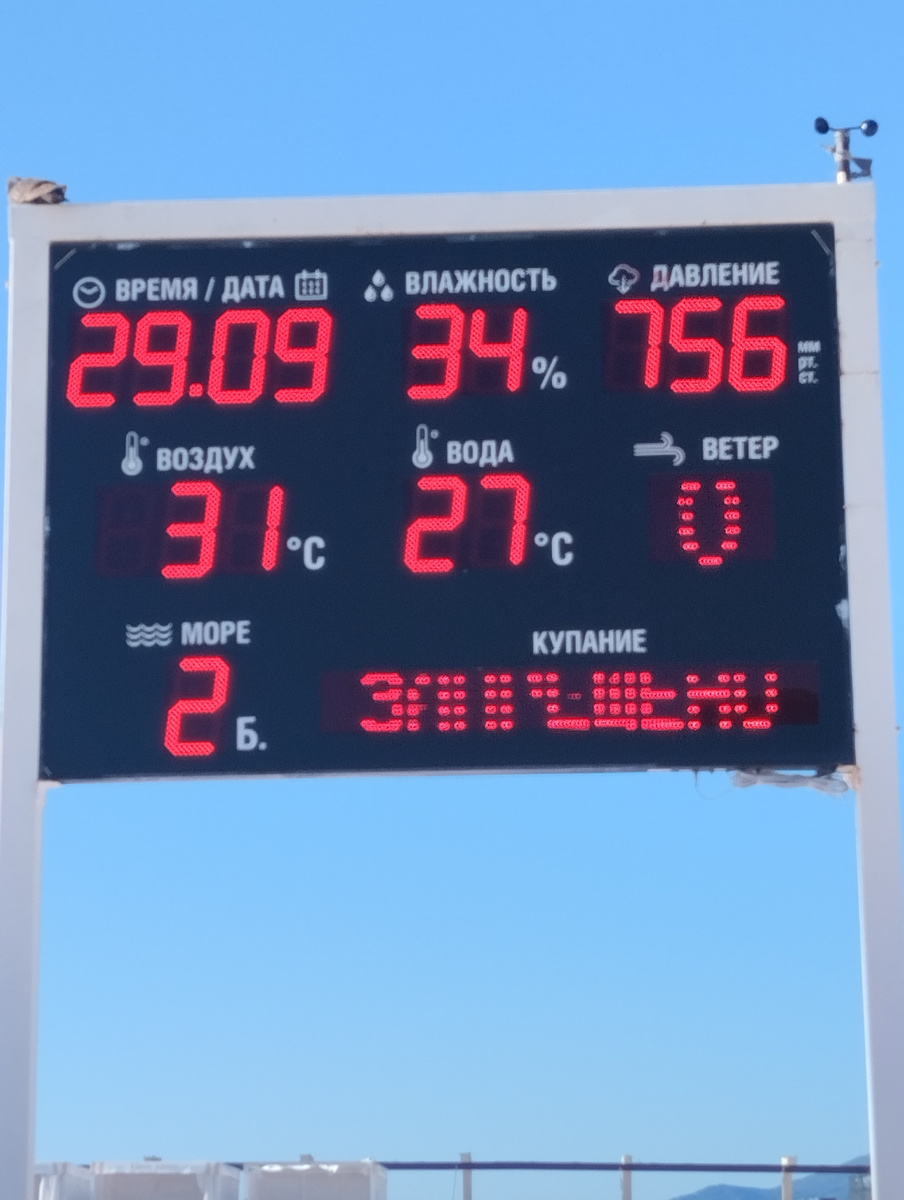 ВРЕМЯ / ДАТА
29.09
ВЛАЖНОСТЬ
34 %
ДАВЛЕНИЕ
756 мм рт. ст.
ВОЗДУХ
31 °C
ВОДА
27 °C
ВЕТЕР
0
МОРЕ
2 Б.
КУПАНИЕ